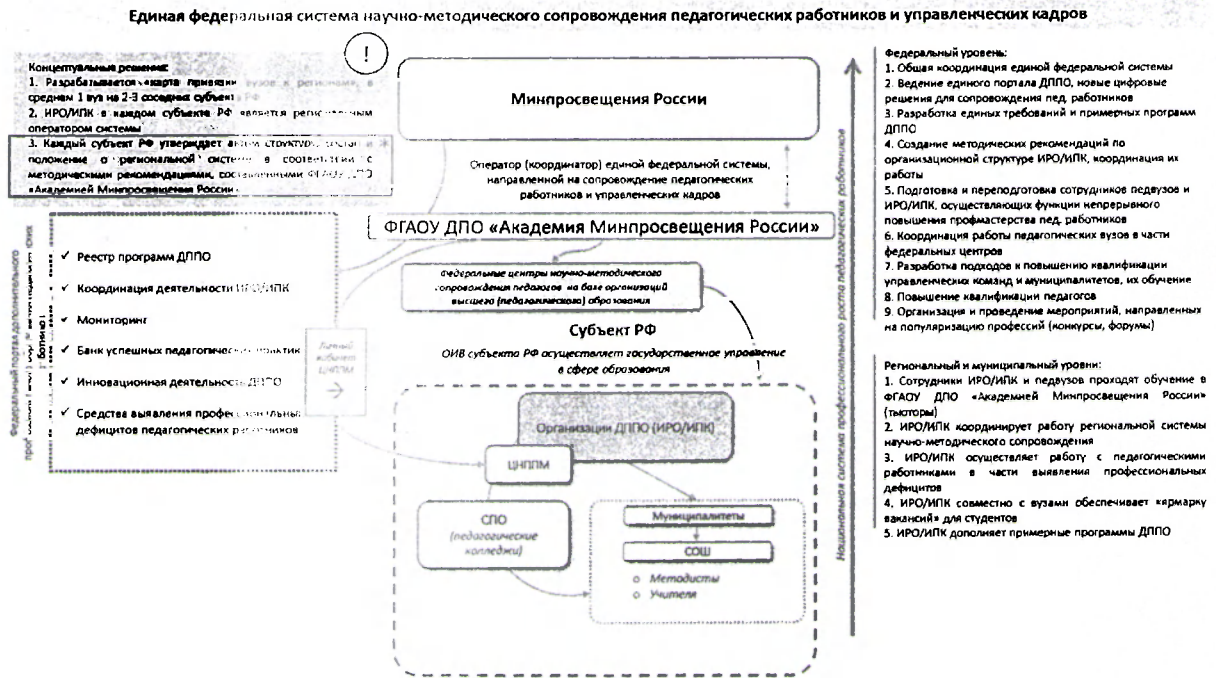 Единая федеральная система научно-методического сопровождения педагогических работников и управленческих кадров
Концептуальные решения:
1. Разрабатывается «карта привязки вузов к регионам», в
среднем 1 вуз на 2-3 соседних субъекта РФ
2. ИРО/ИПК в каждом субъекте РФ является региональным
оператором системы
3. Каждый субъект РФ утверждает актом структуру, состав и
положение о региональной системе в соответствии с
методическими рекомендациями, составленными ФГАОУ ДПО
«Академией Минпросвещения России»
!
Минпросвещения России
Оператор (координатор) единой федеральной системы,
направленной на сопровождение педагогических
работников и управленческих кадров
ФГАОУ ДПО «Академия Минпросвещения России»
Федеральные центры научно-методического
сопровождения педагогов на базе организаций
высшего (педагогического) образования
Субъект РФ
ОИВ субъекта РФ осуществляет государственное управление
в сфере образования
Организации ДППО (ИРО/ИПК)
ЦНППМ
СПО
(педагогические
колледжи)
Муниципалитеты
СОШ
o Методисты
o Учителя
Федеральный портал дополнительного
✓ Реестр программ ДППО
✓ Координация деятельности ИРО/ИПК
✓ Мониторинг
✓ Банк успешных педагогических практик
✓ Инновационная деятельность ДППО
✓ Средства выявления профессиональных
дефицитов педагогических работников
Личный
кабинет
ЦНППМ
Национальная система профессионального роста педагогических работников
Федеральный уровень:
1. Общая координация единой федеральной системы
2. Ведение единого портала ДППО, новые цифровые
решения для сопровождения пед. работников
3. Разработка единых требований и примерных программ
ДППО
4. Создание методических рекомендаций по
организационной структуре ИРО/ИПК, координация их
работы
5. Подготовка и переподготовка сотрудников педвузов и
ИРО/ИПК, осуществляющих функции непрерывного
повышения профмастерства пед. работников
6. Координация работы педагогических вузов в части
федеральных центров
7. Разработка подходов к повышению квалификации
управленческих команд и муниципалитетов, их обучение
8. Повышение квалификации педагогов
9. Организация и проведение мероприятий, направленных
на популяризацию профессий (конкурсы, форумы)
Региональный и муниципальный уровни:
1. Сотрудники ИРО/ИПК и педвузов проходят обучение в
ФГАОУ ДПО «Академией Минпросвещения России»
(тьюторы)
2. ИРО/ИПК координирует работу региональной системы
научно-методического сопровождения
3. ИРО/ИПК осуществляет работу с педагогическими
работниками в части выявления профессиональных
дефицитов
4. ИРО/ИПК совместно с вузами обеспечивает «ярмарку
вакансий» для студентов
5. ИРО/ИПК дополняет примерные программы ДППО